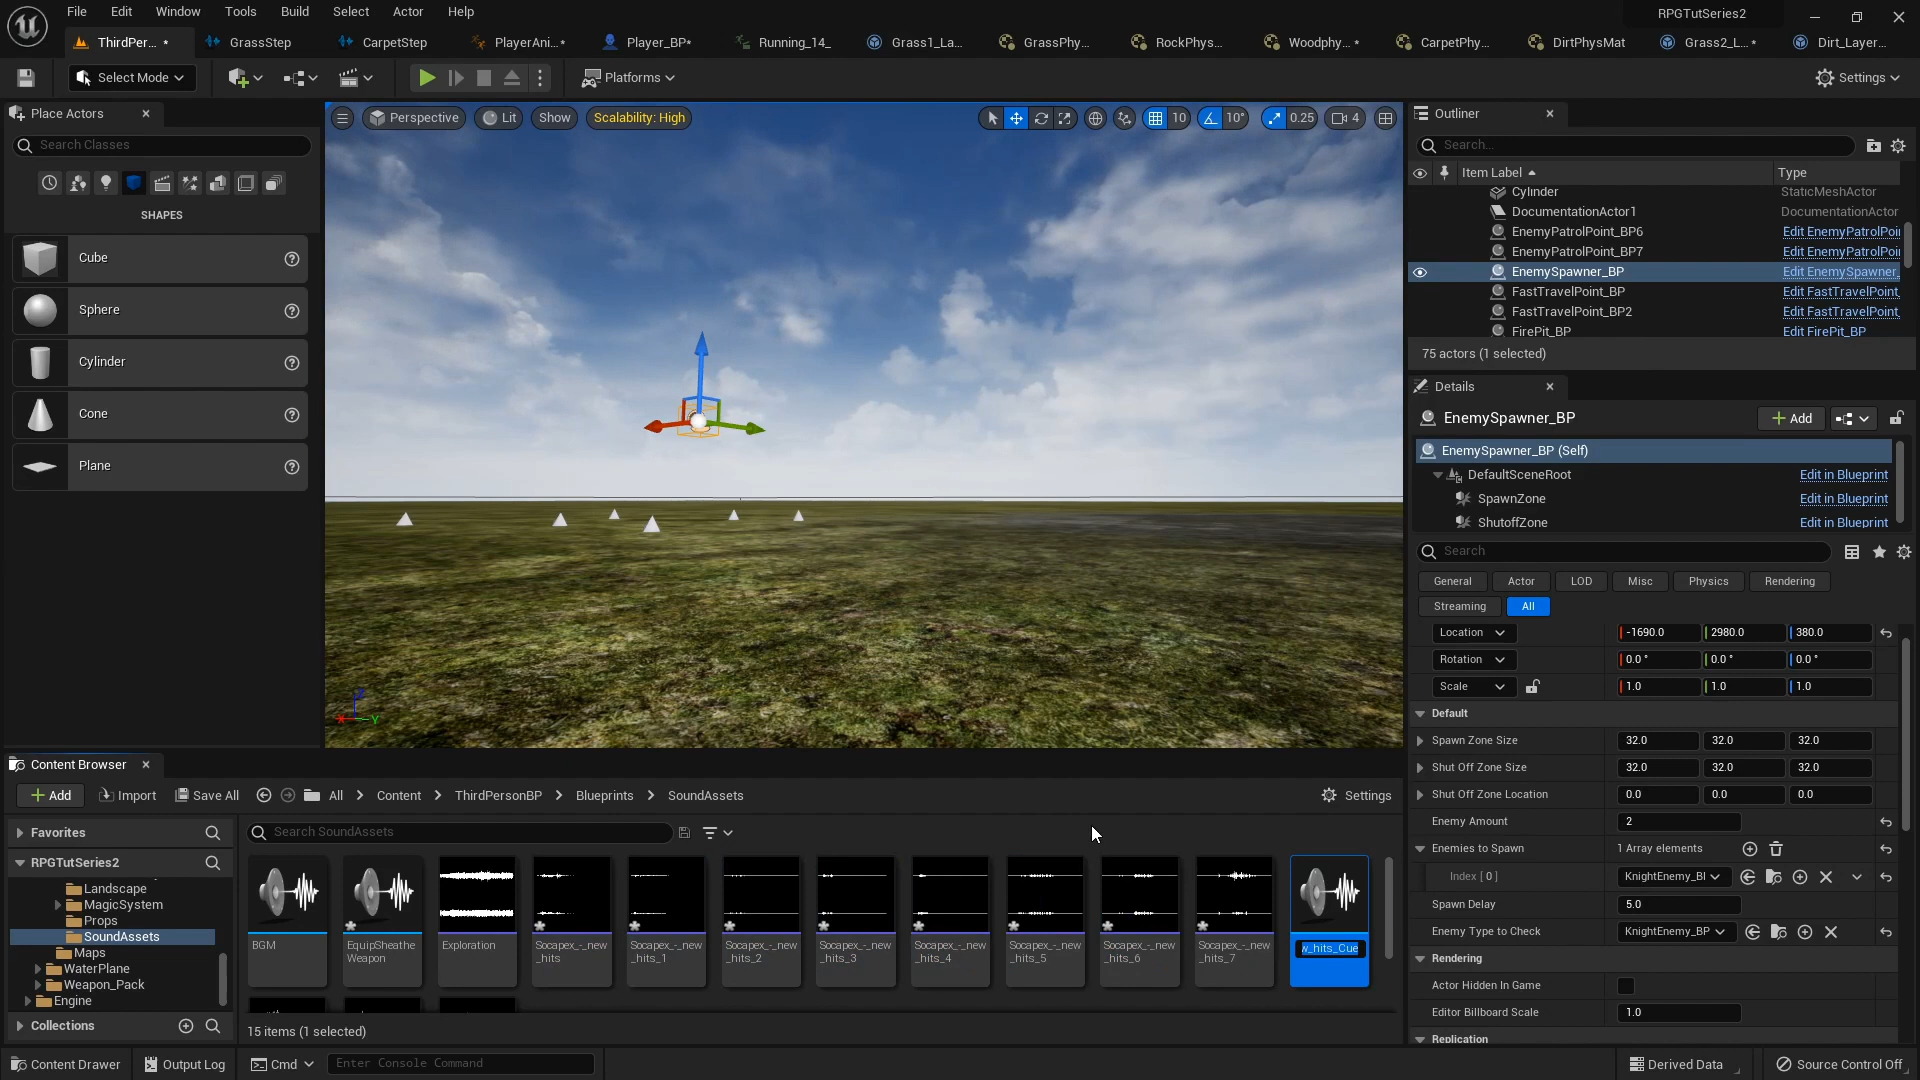 File Edit Window Tools Build Select Actor Help
RPGTutSeries2
ThirdPer... •
GrassStep
CarpetStep
PlayerAni...*
Player_BP*
Running_14_
Grass1_La...
GrassPhy...
RockPhys...
Woodphy...*
CarpetPhy...
DirtPhysMat
Grass2_L...*
Dirt_Layer...
Select Mode
Platforms
Settings
Place Actors
Search Classes
SHAPES
Cube
Sphere
Cylinder
Cone
Plane
Perspective
Lit
Show
Scalability: High
10
10°
0.25
4
X
Y
Outliner
Search...
Item Label
Type
Cylinder StaticMeshActor
DocumentationActor1 DocumentationActor
EnemyPatrolPoint_BP6 Edit EnemyPatrolPoi
EnemyPatrolPoint_BP7 Edit EnemyPatrolPoi
EnemySpawner_BP Edit EnemySpawner_
FastTravelPoint_BP Edit FastTravelPoint_
FastTravelPoint_BP2 Edit FastTravelPoint_
FirePit_BP Edit FirePit_BP
75 actors (1 selected)
Details
EnemySpawner_BP
Add
EnemySpawner_BP (Self)
DefaultSceneRoot Edit in Blueprint
SpawnZone Edit in Blueprint
ShutoffZone Edit in Blueprint
Search
General Actor LOD Misc Physics Rendering
Streaming All
Location -1690.0 2980.0 380.0
Rotation 0.0 ° 0.0 ° 0.0 °
Scale 1.0 1.0 1.0
Default
Spawn Zone Size 32.0 32.0 32.0
Shut Off Zone Size 32.0 32.0 32.0
Shut Off Zone Location 0.0 0.0 0.0
Enemy Amount 2
Enemies to Spawn 1 Array elements
Index [ 0 ] KnightEnemy_BI
Spawn Delay 5.0
Enemy Type to Check KnightEnemy_BP
Rendering
Actor Hidden In Game
Editor Billboard Scale 1.0
Replication
Content Browser
Add
Import
Save All
All > Content > ThirdPersonBP > Blueprints > SoundAssets
Settings
Favorites
RPGTutSeries2
Landscape
MagicSystem
Props
SoundAssets
Maps
WaterPlane
Weapon_Pack
Engine
Collections
Search SoundAssets
BGM
EquipSheathe
Weapon
Exploration
Socapex_-_new
_hits
Socapex_-_new
_hits_1
Socapex_-_new
_hits_2
Socapex_-_new
_hits_3
Socapex_-_new
_hits_4
Socapex_-_new
_hits_5
Socapex_-_new
_hits_6
Socapex_-_new
_hits_7
w_hits_Cue
15 items (1 selected)
Content Drawer
Output Log
Cmd
Enter Console Command
Derived Data
Source Control Off